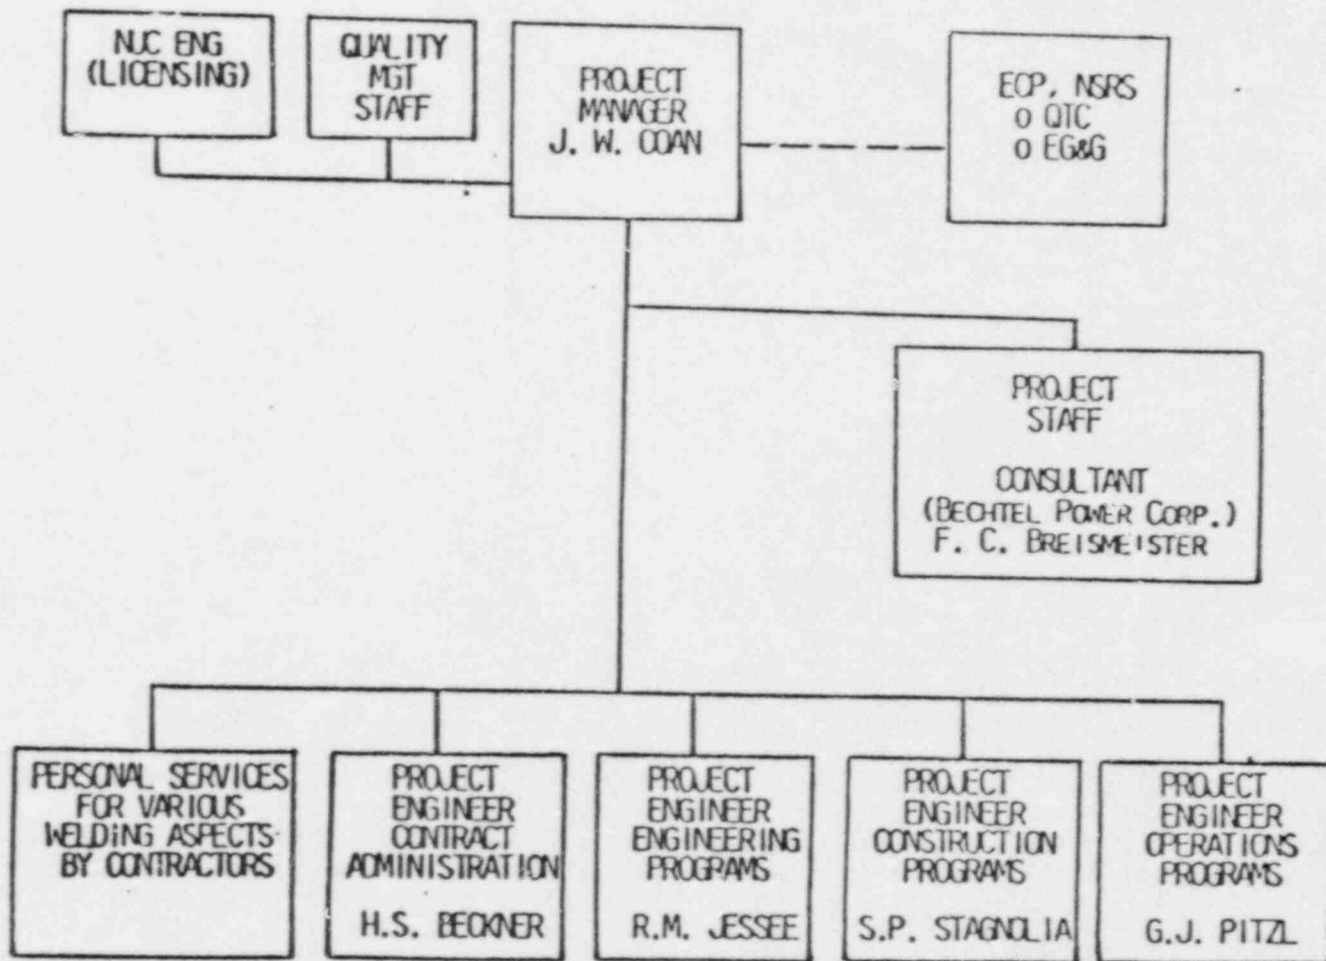 NUC ENG
(LICENSING)
QUALITY
MGT
STAFF
PROJECT
MANAGER
J. W. COAN
ECP, NSRS
o QTC
o EG&G
PROJECT
STAFF
CONSULTANT
(BECHTEL POWER CORP.)
F. C. BREISMEISTER
PERSONAL SERVICES
FOR VARIOUS
WELDING ASPECTS
BY CONTRACTORS
PROJECT
ENGINEER
CONTRACT
ADMINISTRATION
H.S. BECKNER
PROJECT
ENGINEER
ENGINEERING
PROGRAMS
R.M. JESSEE
PROJECT
ENGINEER
CONSTRUCTION
PROGRAMS
S.P. STAGNOLIA
PROJECT
ENGINEER
OPERATIONS
PROGRAMS
G.J. PITZL